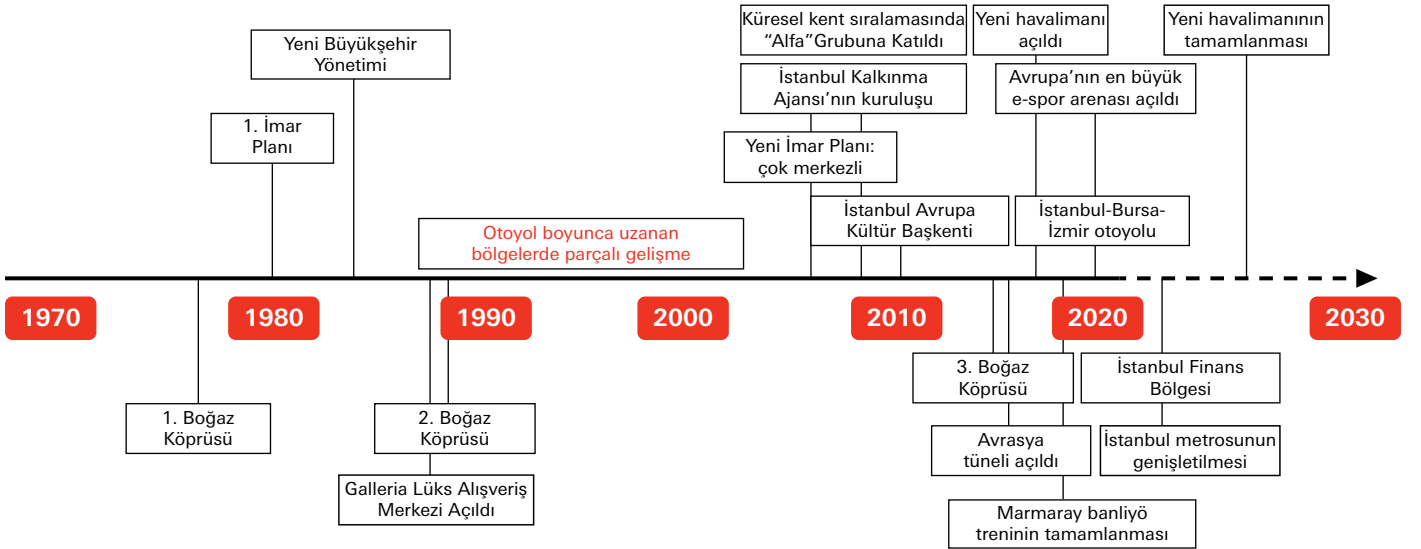 Küresel kent sıralamasında
“Alfa”Grubuna Katıldı
Yeni havalimanı
açıldı
Yeni havalimanının
tamamlanması
Yeni Büyükşehir
Yönetimi
İstanbul Kalkınma
Ajansı’nın kuruluşu
Avrupa’nın en büyük
e-spor arenası açıldı
1. İmar
Planı
Yeni İmar Planı:
çok merkezli
İstanbul Avrupa
Kültür Başkenti
İstanbul-Bursa-
İzmir otoyolu
Otoyol boyunca uzanan
bölgelerde parçalı gelişme
1970
1980
1990
2000
2010
2020
2030
3. Boğaz
Köprüsü
İstanbul Finans
Bölgesi
1. Boğaz
Köprüsü
2. Boğaz
Köprüsü
Avrasya
tüneli açıldı
İstanbul metrosunun
genişletilmesi
Galleria Lüks Alışveriş
Merkezi Açıldı
Marmaray banliyö
treninin tamamlanması